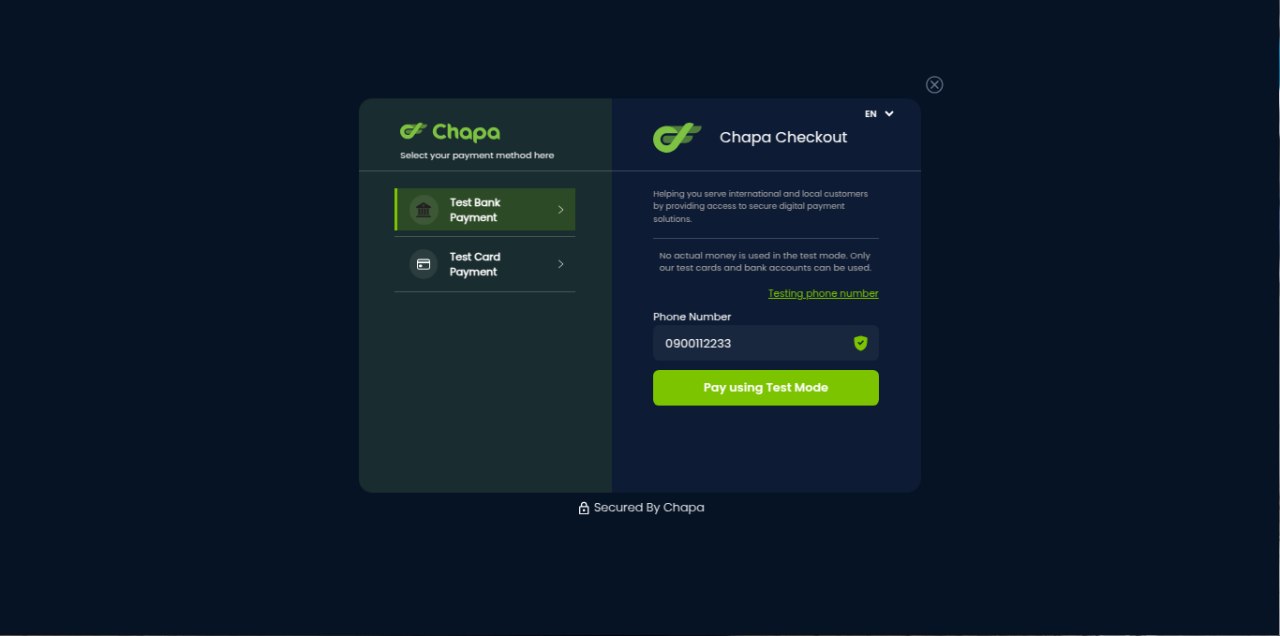 Chapa
Select your payment method here
Test Bank
Payment
Test Card
Payment
EN
Chapa Checkout
Helping you serve international and local customers
by providing access to secure digital payment
solutions.
No actual money is used in the test mode. Only
our test cards and bank accounts can be used.
Testing phone number
Phone Number
0900112233
Pay using Test Mode
Secured By Chapa